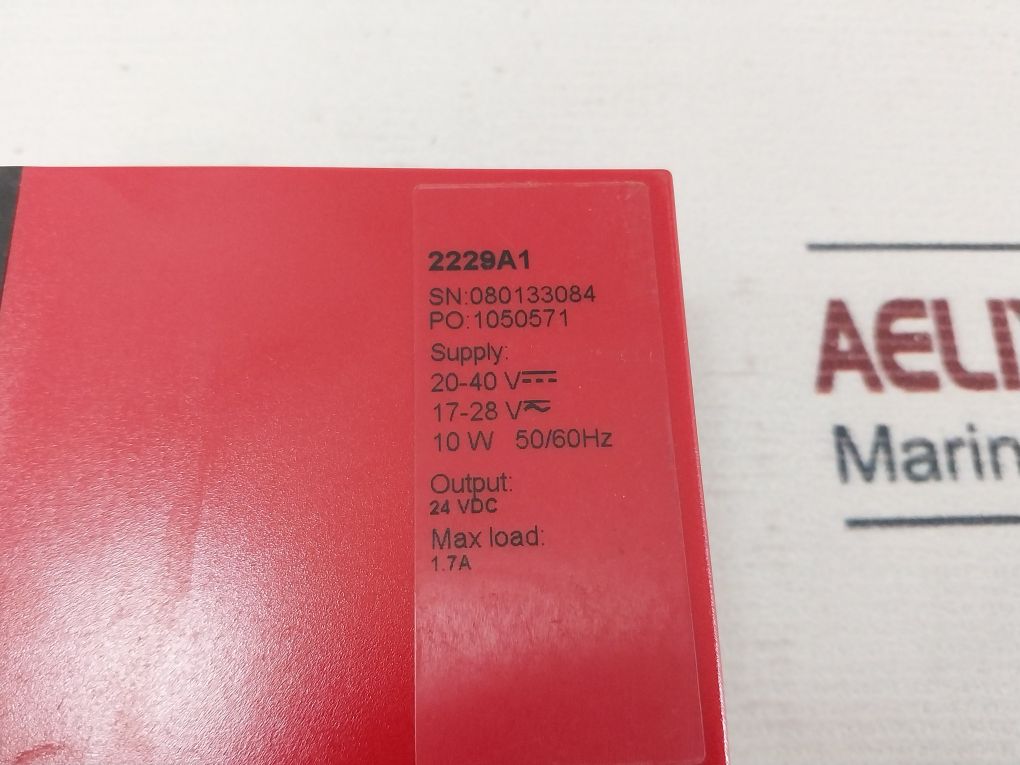 2229A1
SN:080133084
PO:1050571
Supply:
20-40 V
17-28 V
10 W 50/60Hz
Output:
24 VDC
Max load:
1.7A
AELI
Marin